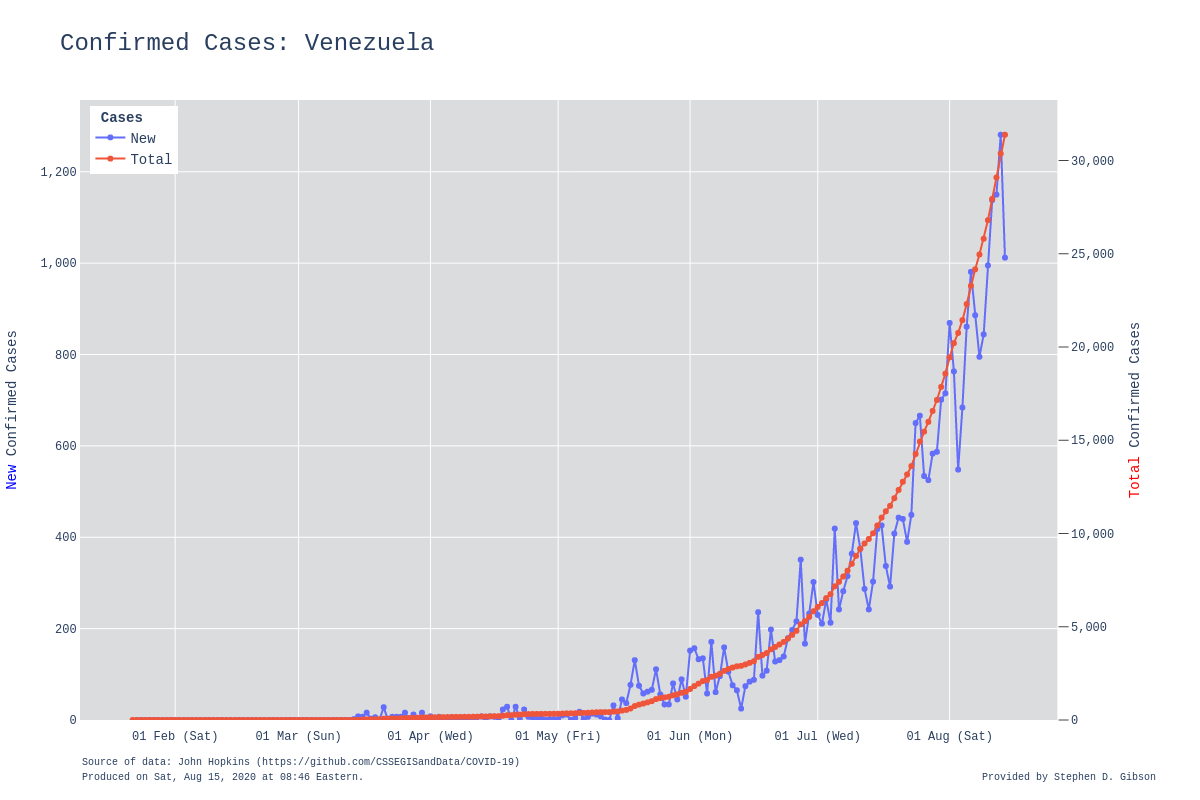 Confirmed Cases: Venezuela
Cases
New
Total
1,200
1,000
800
600
400
200
0
30,000
25,000
20,000
15,000
10,000
5,000
0
New Confirmed Cases
Total Confirmed Cases
01 Feb (Sat) 01 Mar (Sun) 01 Apr (Wed) 01 May (Fri) 01 Jun (Mon) 01 Jul (Wed) 01 Aug (Sat)
Source of data: John Hopkins (https://github.com/CSSEGISandData/COVID-19)
Produced on Sat, Aug 15, 2020 at 08:46 Eastern.
Provided by Stephen D. Gibson